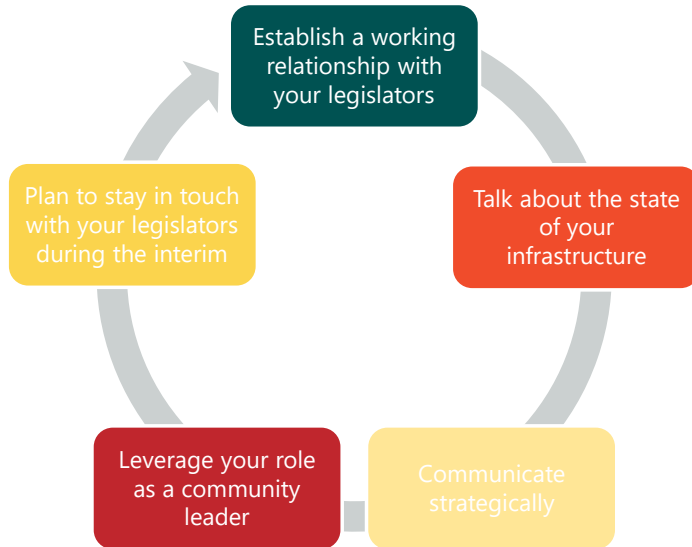 Establish a working
relationship with
your legislators
Talk about the state
of your
infrastructure
Communicate
strategically
Leverage your role
as a community
leader
Plan to stay in touch
with your legislators
during the interim